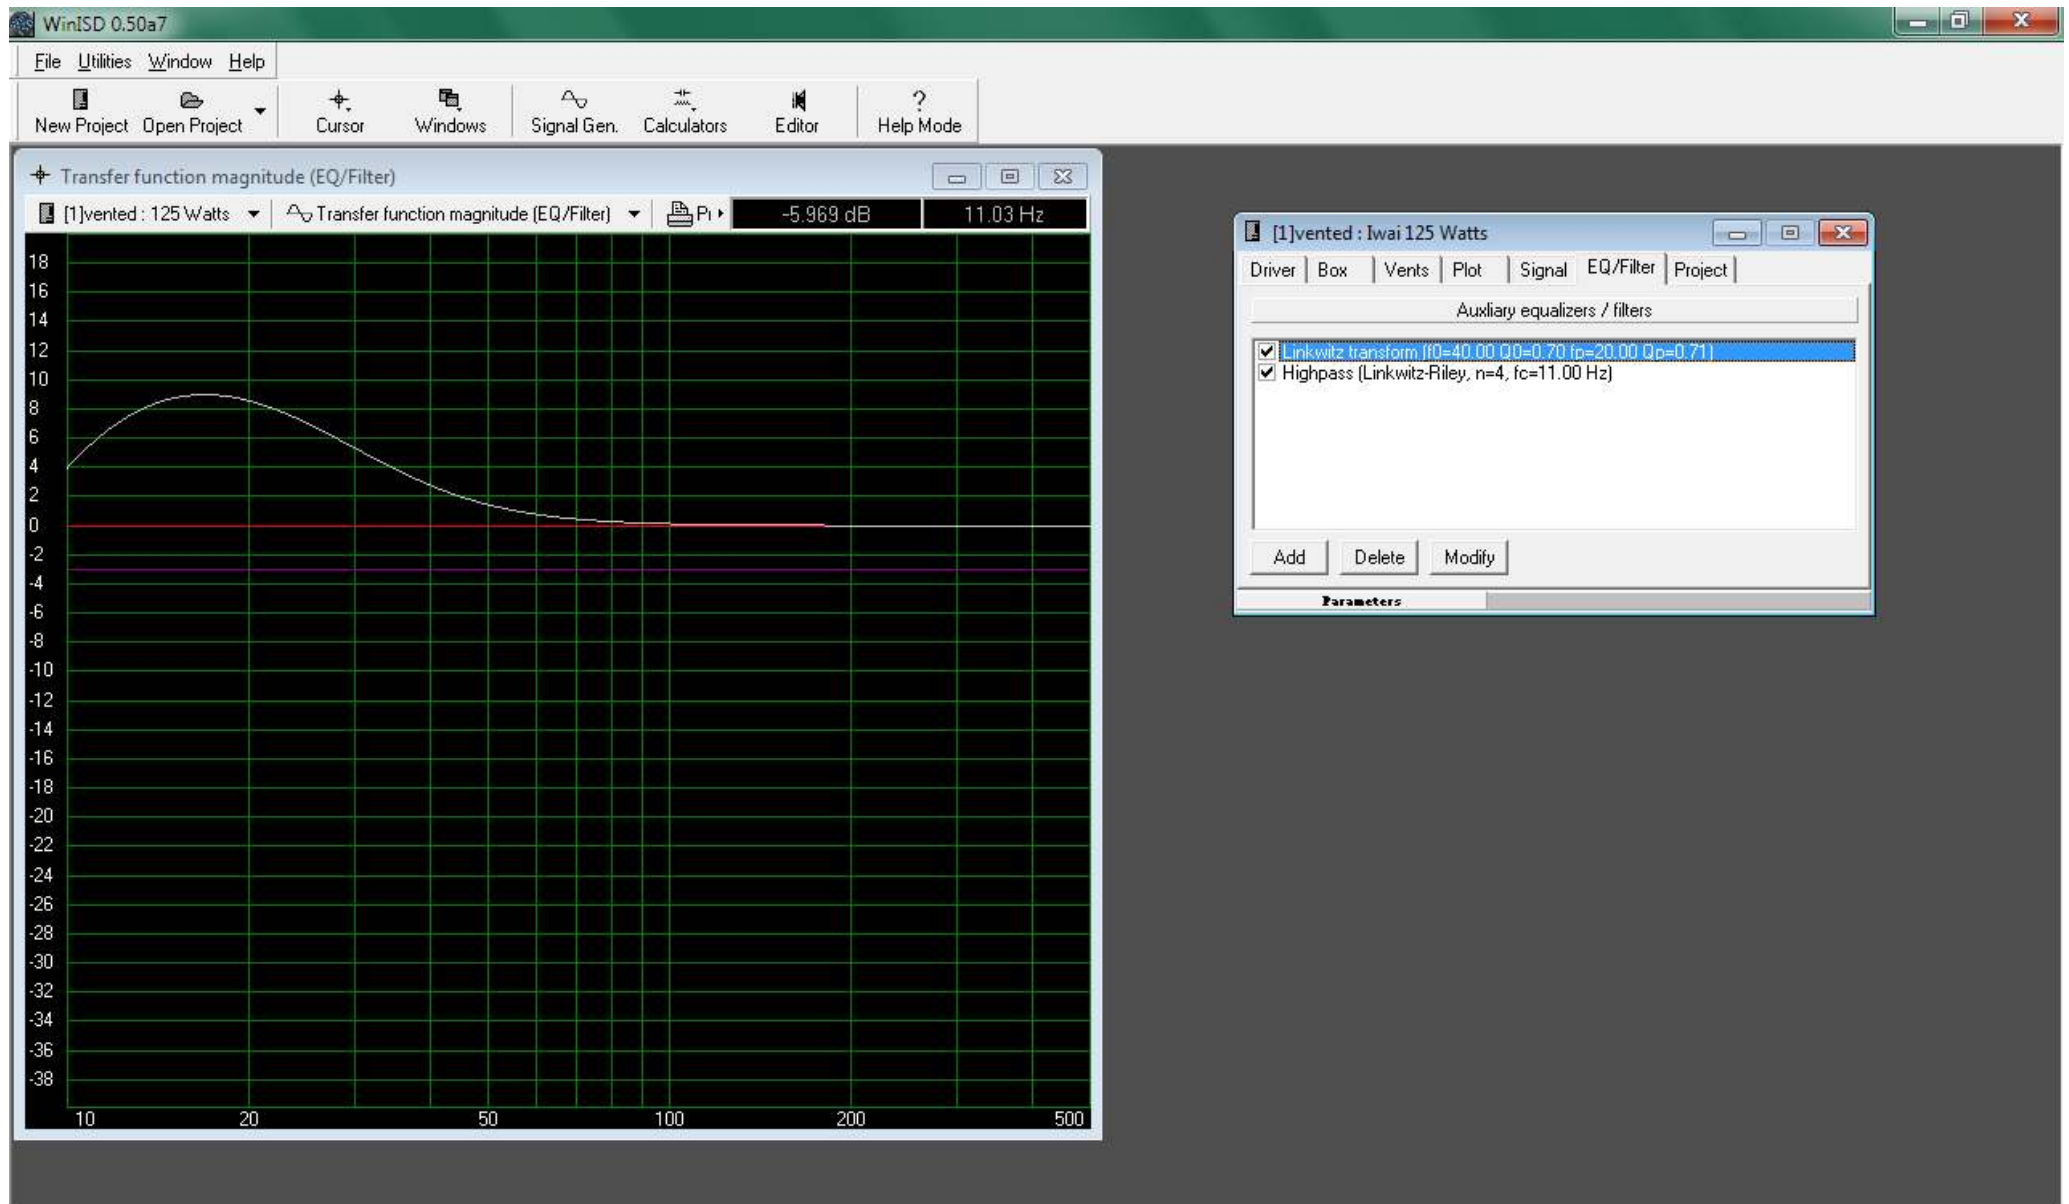 WinISD 0.50a7
File Utilities Window Help
New Project Open Project Cursor Windows Signal Gen. Calculators Editor Help Mode
Transfer function magnitude (EQ/Filter)
[1]vented : 125 Watts Transfer function magnitude (EQ/Filter) Pr -5.969 dB 11.03 Hz
18
16
14
12
10
8
6
4
2
0
-2
-4
-6
-8
-10
-12
-14
-16
-18
-20
-22
-24
-26
-28
-30
-32
-34
-36
-38
10 20 50 100 200 500
[1]vented : Iwai 125 Watts
Driver Box Vents Plot Signal EQ/Filter Project
Auxliary equalizers / filters
Linkwitz transform (f0=40.00 Q0=0.70 fp=20.00 Qp=0.71)
Highpass (Linkwitz-Riley, n=4, fc=11.00 Hz)
Add Delete Modify
Parameters